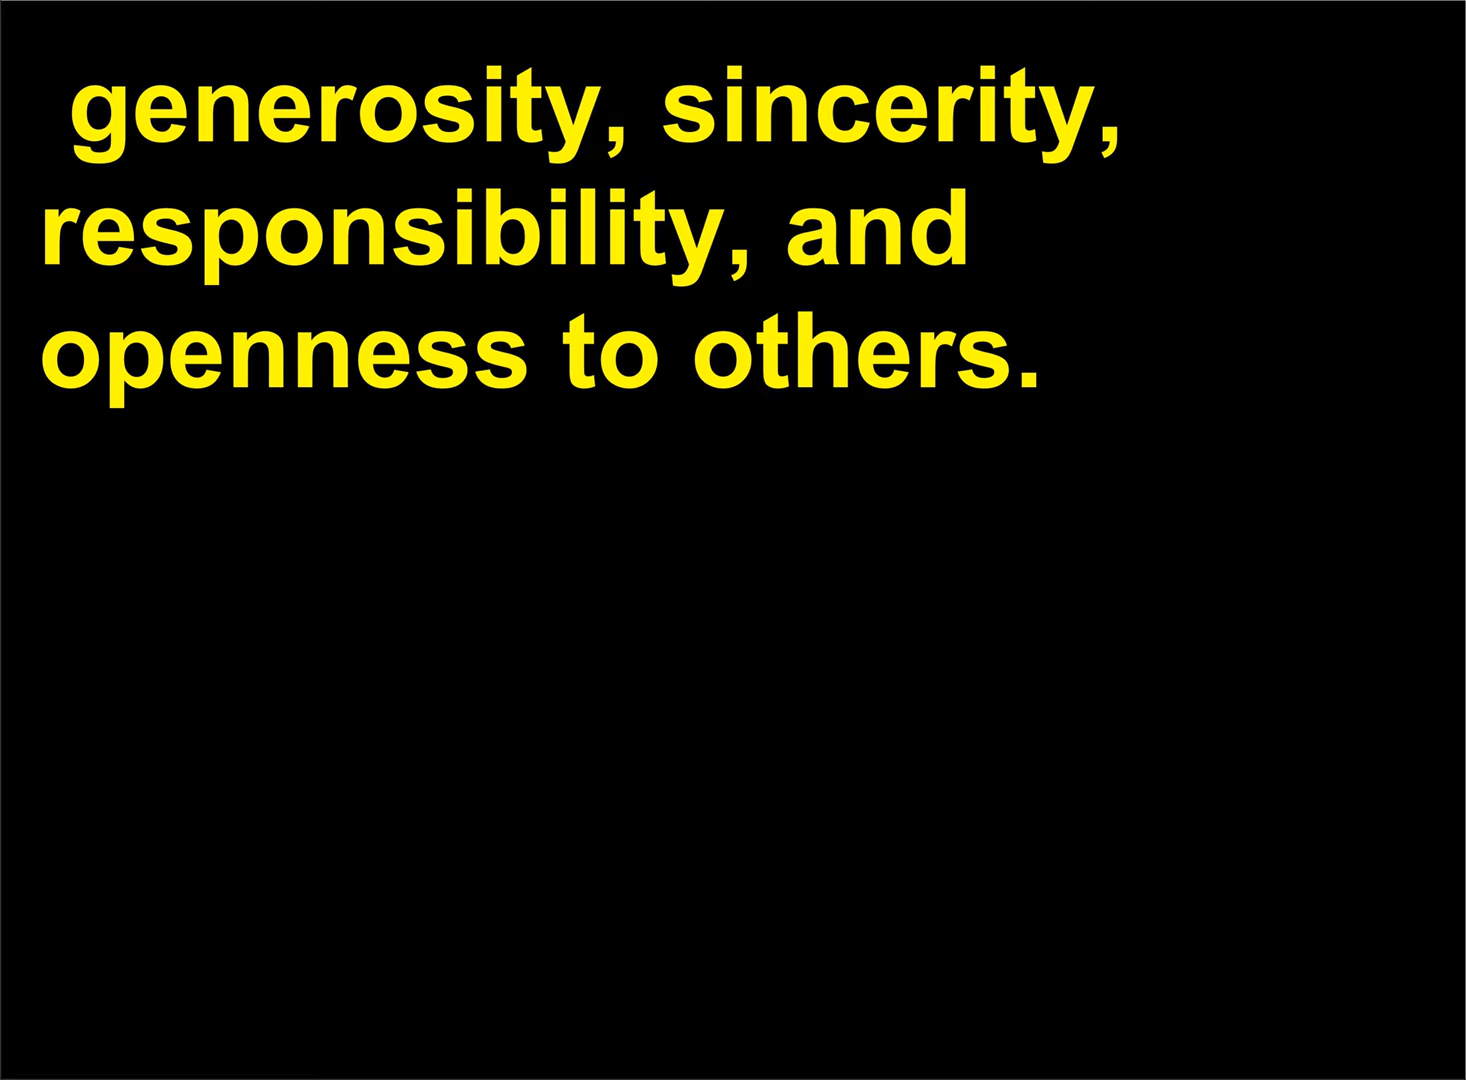 generosity, sincerity,
responsibility, and
openness to others.